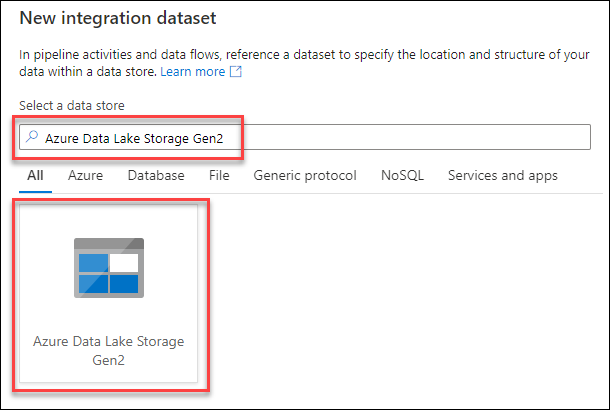 New integration dataset
In pipeline activities and data flows, reference a dataset to specify the location and structure of your
data within a data store. Learn more
Select a data store
Azure Data Lake Storage Gen2
All Azure Database File Generic protocol NoSQL Services and apps
Azure Data Lake Storage
Gen2